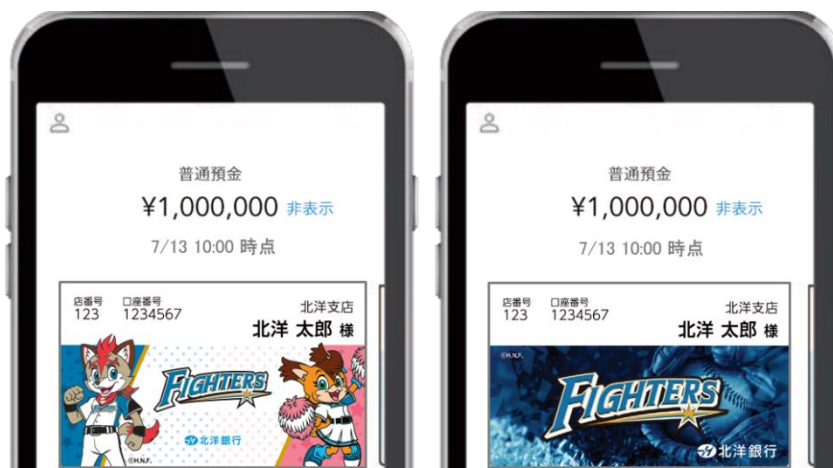 普通預金
¥1,000,000 非表示
7/13 10:00 時点
店番号 口座番号
123 1234567
北洋支店
北洋 太郎 様
FIGHTERS
北洋銀行
©H.N.F.
普通預金
¥1,000,000 非表示
7/13 10:00 時点
店番号 口座番号
123 1234567
北洋支店
北洋 太郎 様
©H.N.F.
FIGHTERS
北洋銀行